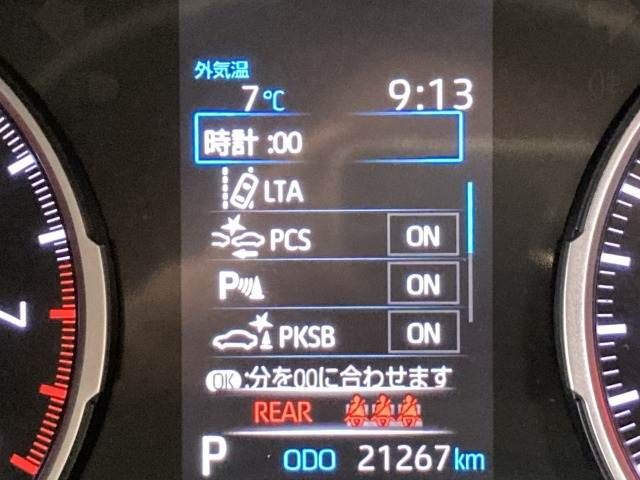 外気温
7°C 9:13
時計 :00
LTA
PCS ON
P ON
PKSB ON
OK :分を00に合わせます
REAR
P ODO 21267 km
7